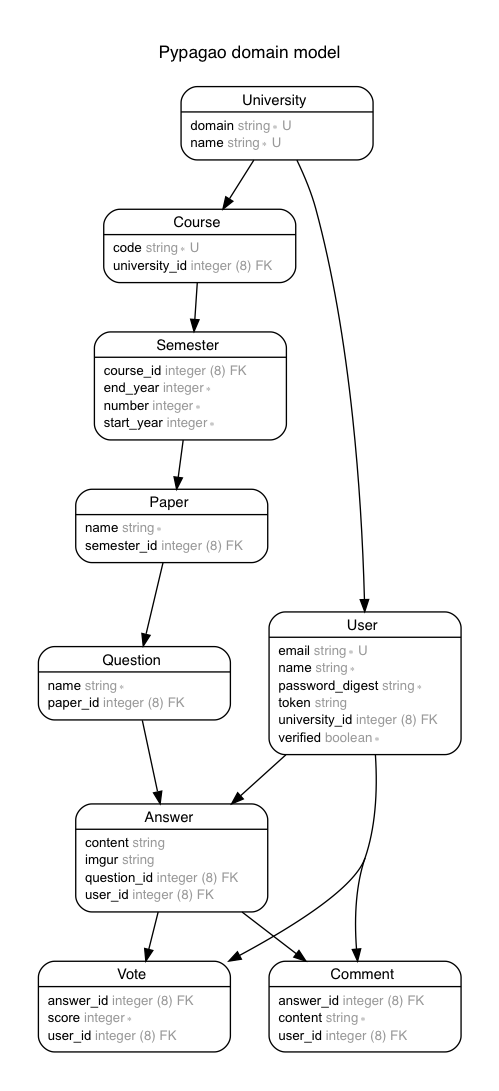 Pypagao domain model
University
domain string ∗ U
name string ∗ U
Course
code string ∗ U
university_id integer (8) FK
Semester
course_id integer (8) FK
end_year integer ∗
number integer ∗
start_year integer ∗
Paper
name string ∗
semester_id integer (8) FK
Question
name string ∗
paper_id integer (8) FK
User
email string ∗ U
name string ∗
password_digest string ∗
token string
university_id integer (8) FK
verified boolean ∗
Answer
content string
imgur string
question_id integer (8) FK
user_id integer (8) FK
Vote
answer_id integer (8) FK
score integer ∗
user_id integer (8) FK
Comment
answer_id integer (8) FK
content string ∗
user_id integer (8) FK